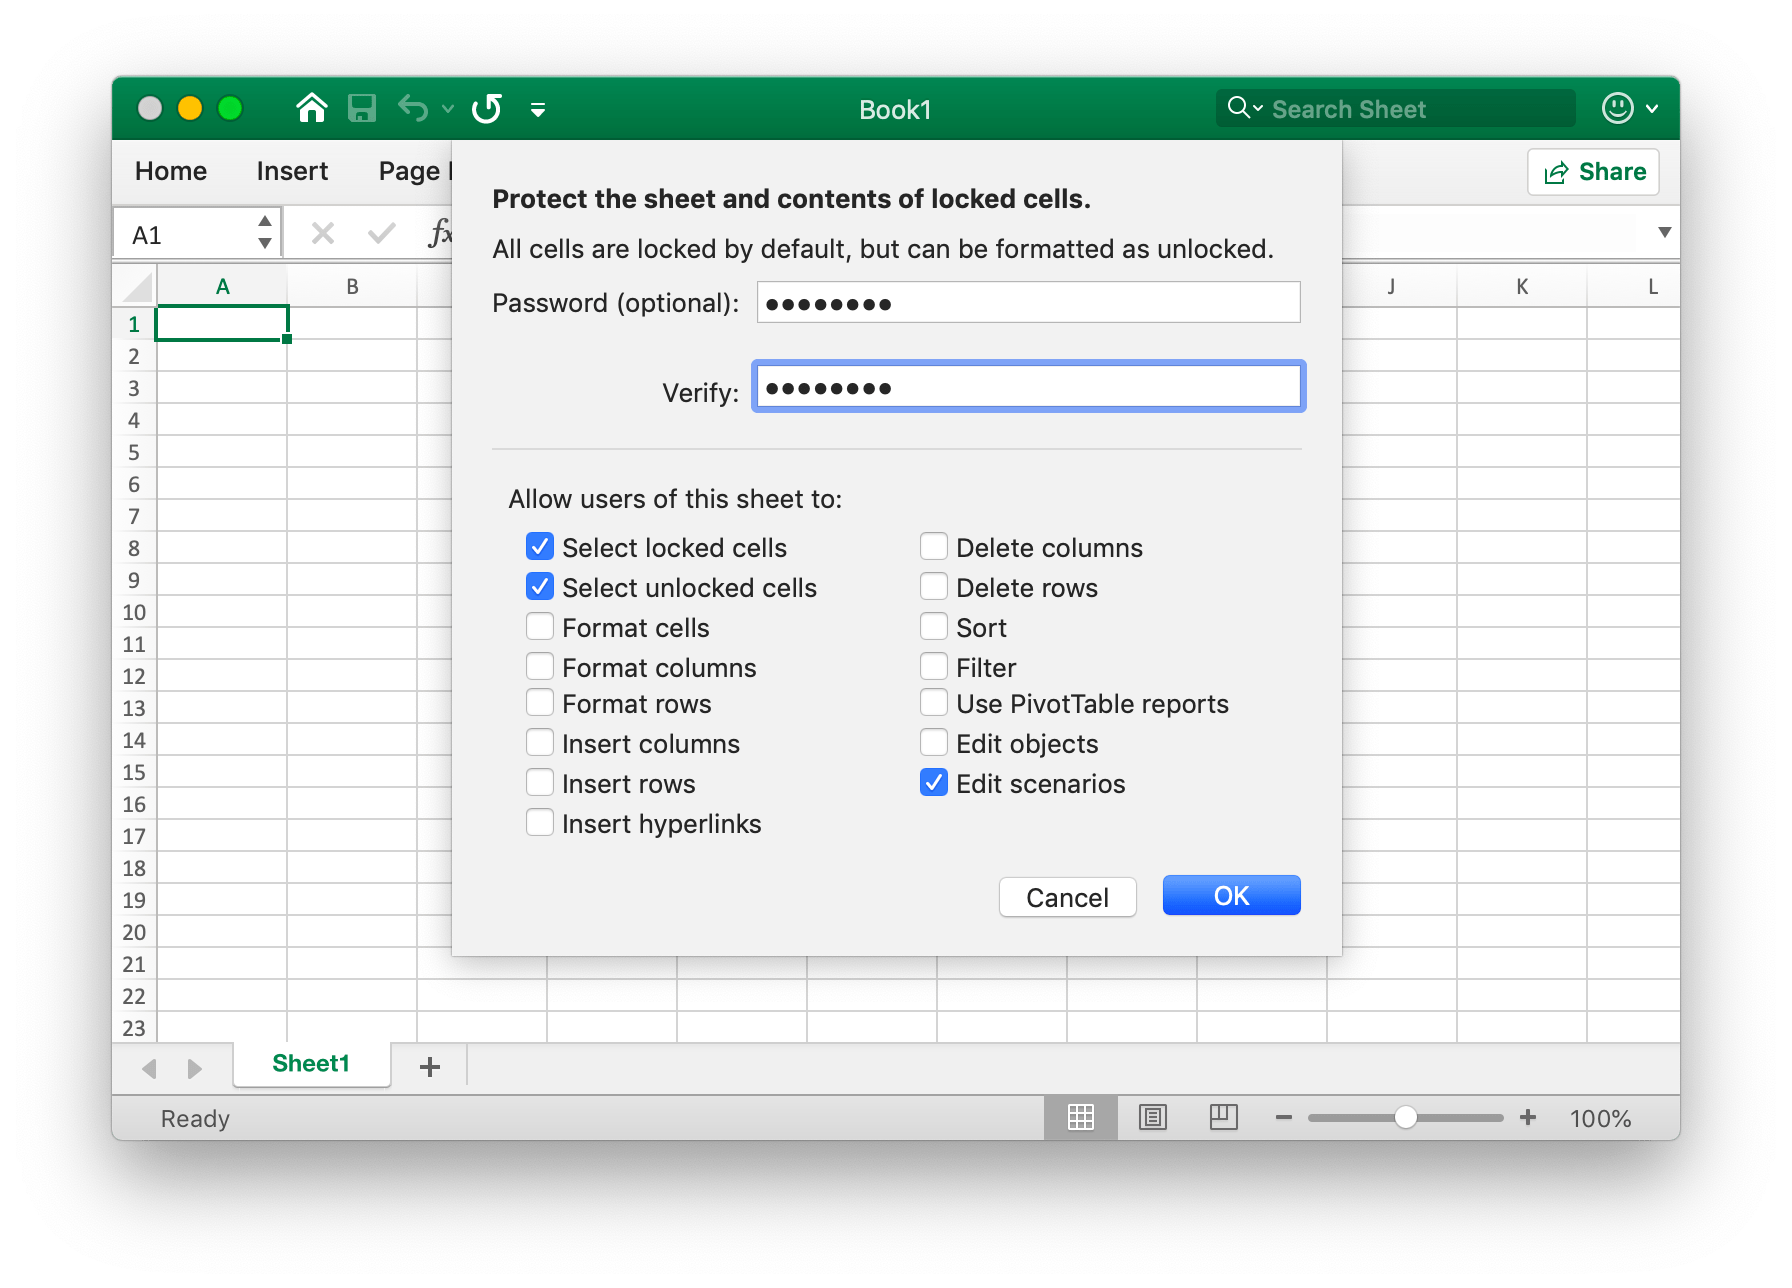 Book1
Search Sheet
Home Insert Page
Share
A1
fx
Protect the sheet and contents of locked cells.
All cells are locked by default, but can be formatted as unlocked.
Password (optional): ••••••••
Verify: ••••••••
A B J K L
1
2
3
4
5
6
7
8
9
10
11
12
13
14
15
16
17
18
19
20
21
22
23
Allow users of this sheet to:
Select locked cells
Select unlocked cells
Format cells
Format columns
Format rows
Insert columns
Insert rows
Insert hyperlinks
Delete columns
Delete rows
Sort
Filter
Use PivotTable reports
Edit objects
Edit scenarios
Cancel OK
Sheet1 +
Ready
100%